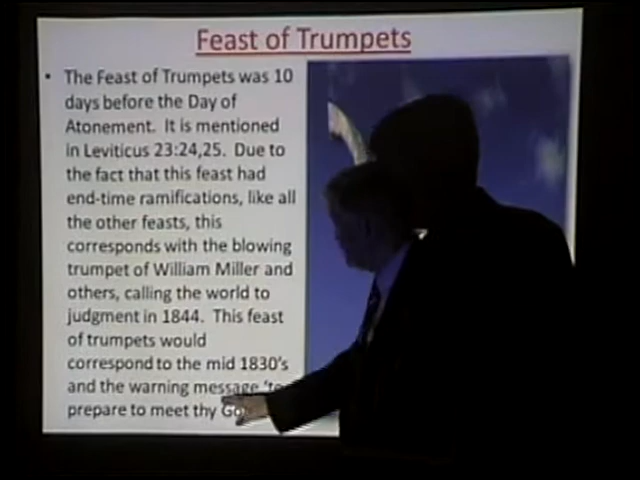 Feast of Trumpets
• The Feast of Trumpets was 10
days before the Day of
Atonement. It is mentioned
in Leviticus 23:24,25. Due to
the fact that this feast had
end-time ramifications, like all
the other feasts, this
corresponds with the blowing
trumpet of William Miller and
others, calling the world to
judgment in 1844. This feast
of trumpets would
correspond to the mid 1830's
and the warning message 'to
prepare to meet thy